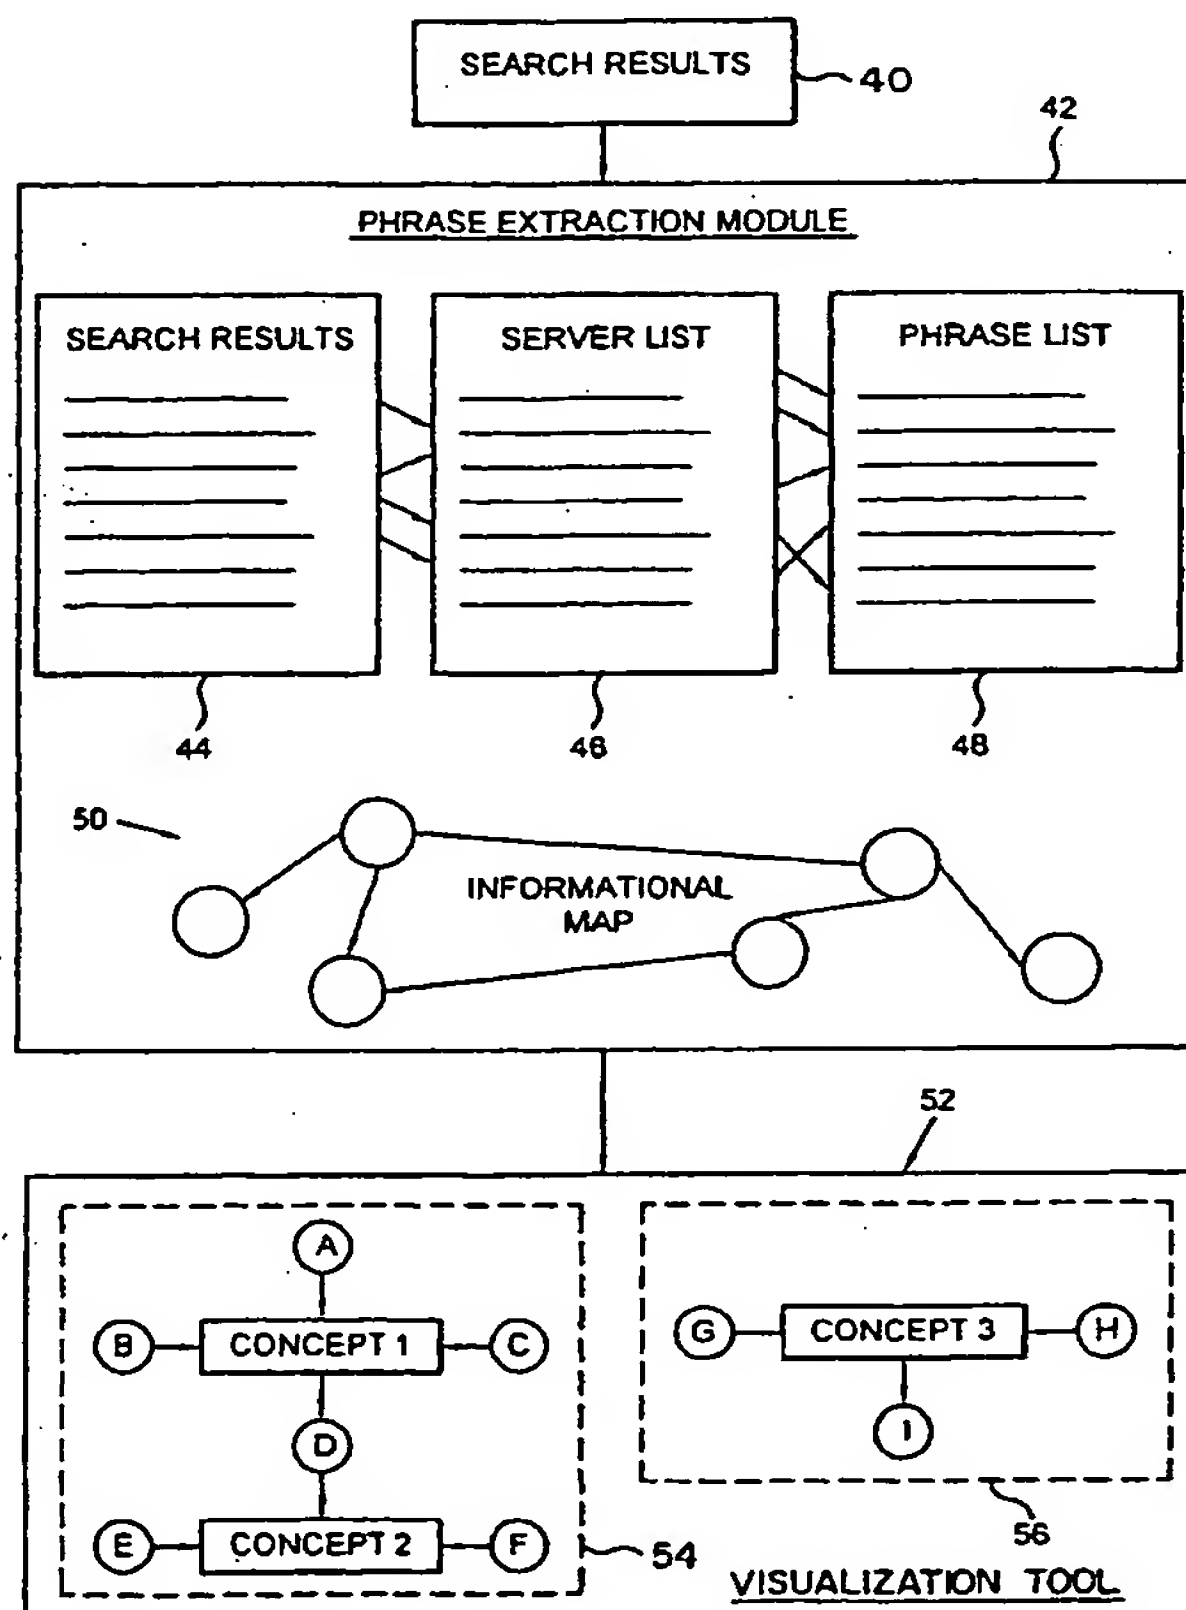 SEARCH RESULTS
40
42
PHRASE EXTRACTION MODULE
SEARCH RESULTS
SERVER LIST
PHRASE LIST
44
46
48
50
INFORMATIONAL
MAP
52
A
B
CONCEPT 1
C
D
E
CONCEPT 2
F
54
G
CONCEPT 3
H
I
56
VISUALIZATION TOOL